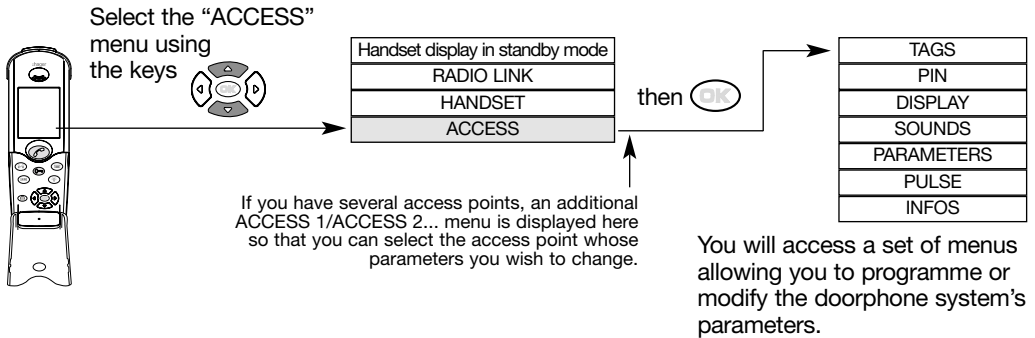 Select the “ACCESS”
menu using
the keys
OK
Handset display in standby mode
RADIO LINK
HANDSET
ACCESS
then OK
TAGS
PIN
DISPLAY
SOUNDS
PARAMETERS
PULSE
INFOS
If you have several access points, an additional
ACCESS 1/ACCESS 2... menu is displayed here
so that you can select the access point whose
parameters you wish to change.
You will access a set of menus
allowing you to programme or
modify the doorphone system's
parameters.